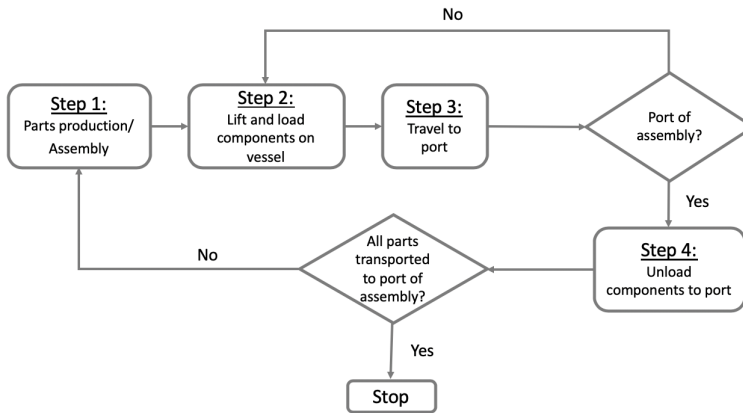 No
Step 1:
Parts production/
Assembly
Step 2:
Lift and load
components on
vessel
Step 3:
Travel to
port
Port of
assembly?
Yes
Step 4:
Unload
components to port
All parts
transported
to port of
assembly?
No
Yes
Stop